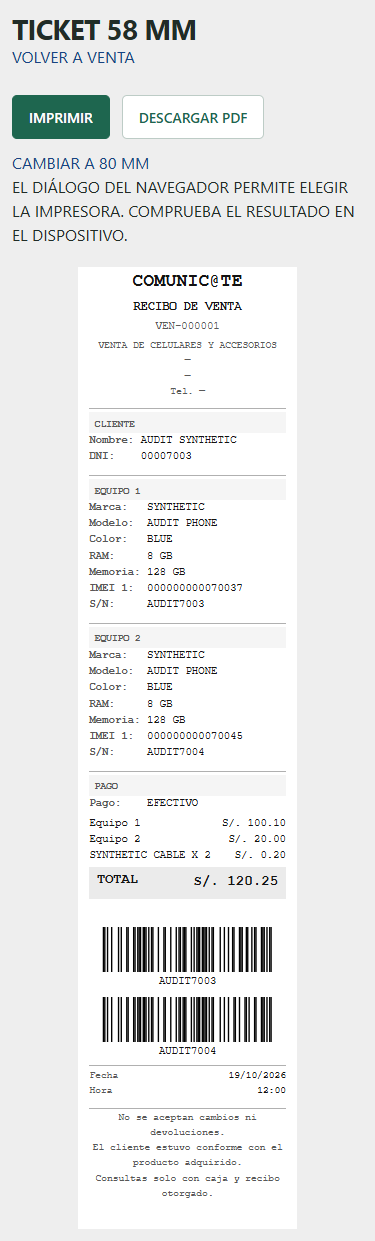 TICKET 58 MM
VOLVER A VENTA
IMPRIMIR DESCARGAR PDF
CAMBIAR A 80 MM
EL DIÁLOGO DEL NAVEGADOR PERMITE ELEGIR
LA IMPRESORA. COMPRUEBA EL RESULTADO EN
EL DISPOSITIVO.
COMUNIC@TE
RECIBO DE VENTA
VEN-000001
VENTA DE CELULARES Y ACCESORIOS
—
—
Tel. —
CLIENTE
Nombre: AUDIT SYNTHETIC
DNI: 00007003
EQUIPO 1
Marca: SYNTHETIC
Modelo: AUDIT PHONE
Color: BLUE
RAM: 8 GB
Memoria: 128 GB
IMEI 1: 000000000070037
S/N: AUDIT7003
EQUIPO 2
Marca: SYNTHETIC
Modelo: AUDIT PHONE
Color: BLUE
RAM: 8 GB
Memoria: 128 GB
IMEI 1: 000000000070045
S/N: AUDIT7004
PAGO
Pago: EFECTIVO
Equipo 1 S/. 100.10
Equipo 2 S/. 20.00
SYNTHETIC CABLE X 2 S/. 0.20
TOTAL S/. 120.25
AUDIT7003
AUDIT7004
Fecha 19/10/2026
Hora 12:00
No se aceptan cambios ni
devoluciones.
El cliente estuvo conforme con el
producto adquirido.
Consultas solo con caja y recibo
otorgado.